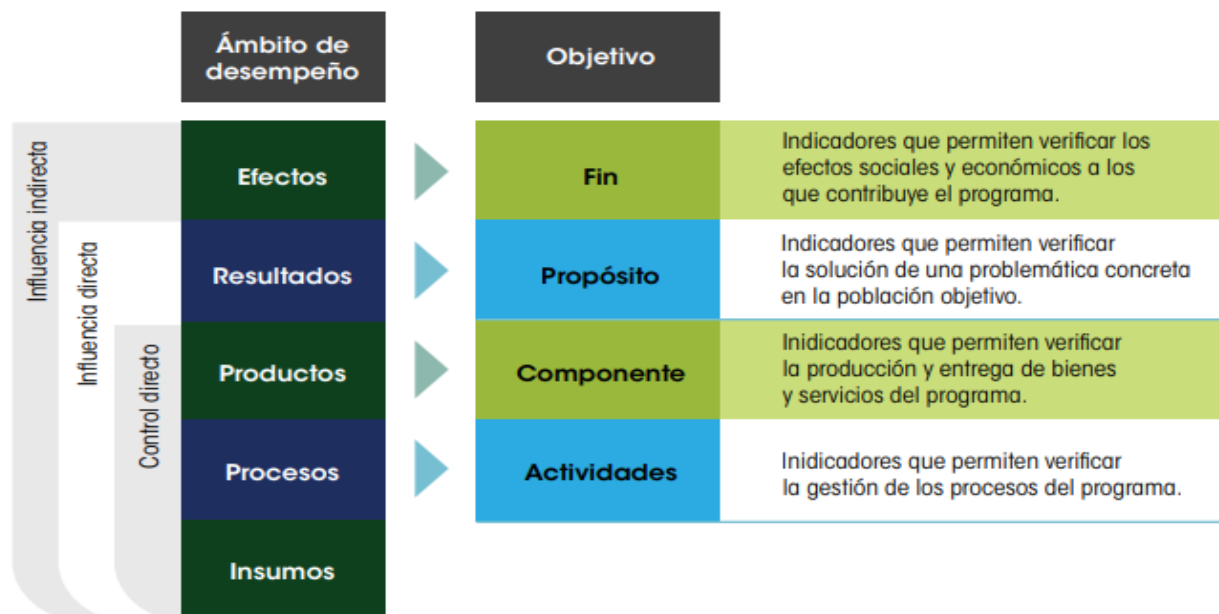 Ámbito de
desempeño
Objetivo
Influencia indirecta
Influencia directa
Control directo
Efectos
Fin
Indicadores que permiten verificar los
efectos sociales y económicos a los
que contribuye el programa.
Resultados
Propósito
Indicadores que permiten verificar
la solución de una problemática concreta
en la población objetivo.
Productos
Componente
Inidicadores que permiten verificar
la producción y entrega de bienes
y servicios del programa.
Procesos
Actividades
Inidicadores que permiten verificar
la gestión de los procesos del programa.
Insumos